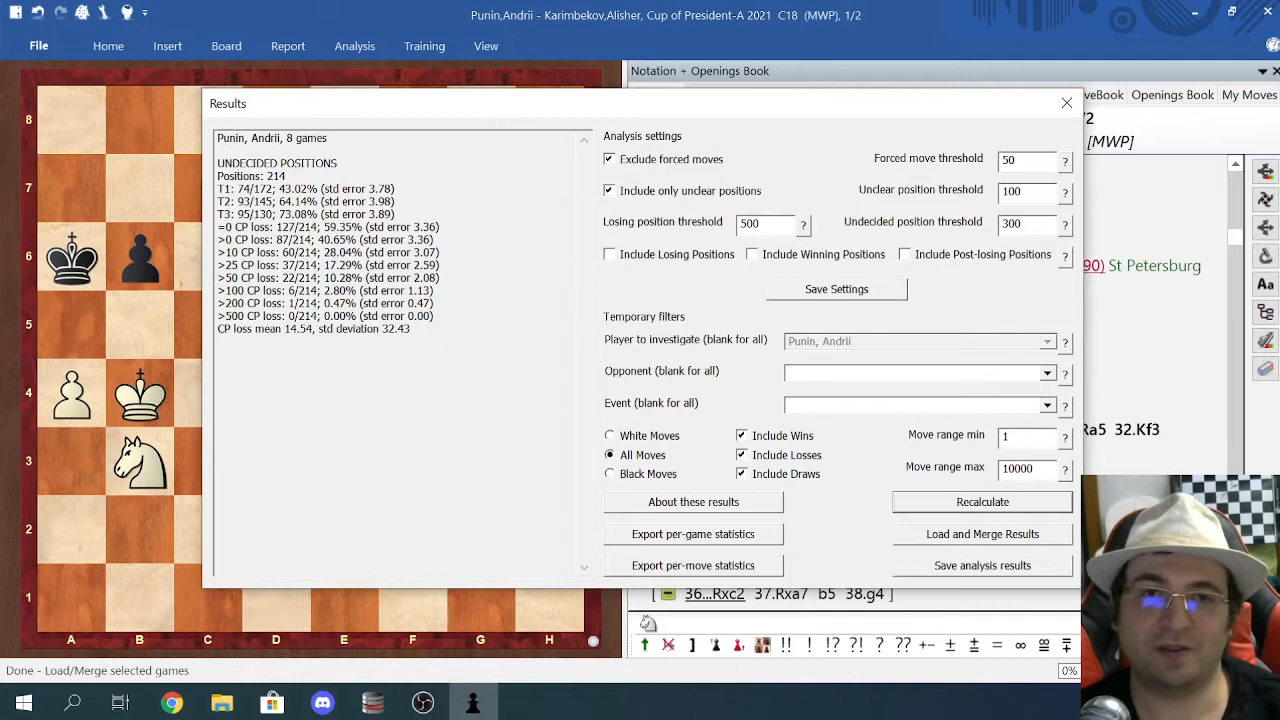 Punin,Andrii - Karimbekov,Alisher, Cup of President-A 2021  C18  (MWP), 1/2
File
Home
Insert
Board
Report
Analysis
Training
View
Notation + Openings Book
Openings Book
My Moves
[MWP]
Results
Punin, Andrii, 8 games
UNDECIDED POSITIONS
Positions: 214
T1: 74/172; 43.02% (std error 3.78)
T2: 93/145; 64.14% (std error 3.98)
T3: 95/130; 73.08% (std error 3.89)
=0 CP loss: 127/214; 59.35% (std error 3.36)
>0 CP loss: 87/214; 40.65% (std error 3.36)
>10 CP loss: 60/214; 28.04% (std error 3.07)
>25 CP loss: 37/214; 17.29% (std error 2.59)
>50 CP loss: 22/214; 10.28% (std error 2.08)
>100 CP loss: 6/214; 2.80% (std error 1.13)
>200 CP loss: 1/214; 0.47% (std error 0.47)
>500 CP loss: 0/214; 0.00% (std error 0.00)
CP loss mean 14.54, std deviation 32.43
Analysis settings
Exclude forced moves
Forced move threshold
50
?
Include only unclear positions
Unclear position threshold
100
?
Losing position threshold
500
?
Undecided position threshold
300
?
Include Losing Positions
Include Winning Positions
Include Post-losing Positions
?
Save Settings
Temporary filters
Player to investigate (blank for all)
Punin, Andrii
?
Opponent (blank for all)
?
Event (blank for all)
?
White Moves
All Moves
Black Moves
Include Wins
Include Losses
Include Draws
Move range min
1
?
Move range max
10000
?
About these results
Recalculate
Export per-game statistics
Load and Merge Results
Export per-move statistics
Save analysis results
90) St Petersburg
Ra5  32.Kf3
36...Rxc2  37.Rxa7  b5  38.g4 ]
8
7
6
5
4
3
2
1
A B C D E F G H
] !! ! !? ?! ? ?? +− ± ⩲ = ∞ ≅ ⩱
Aa
Done - Load/Merge selected games
0%